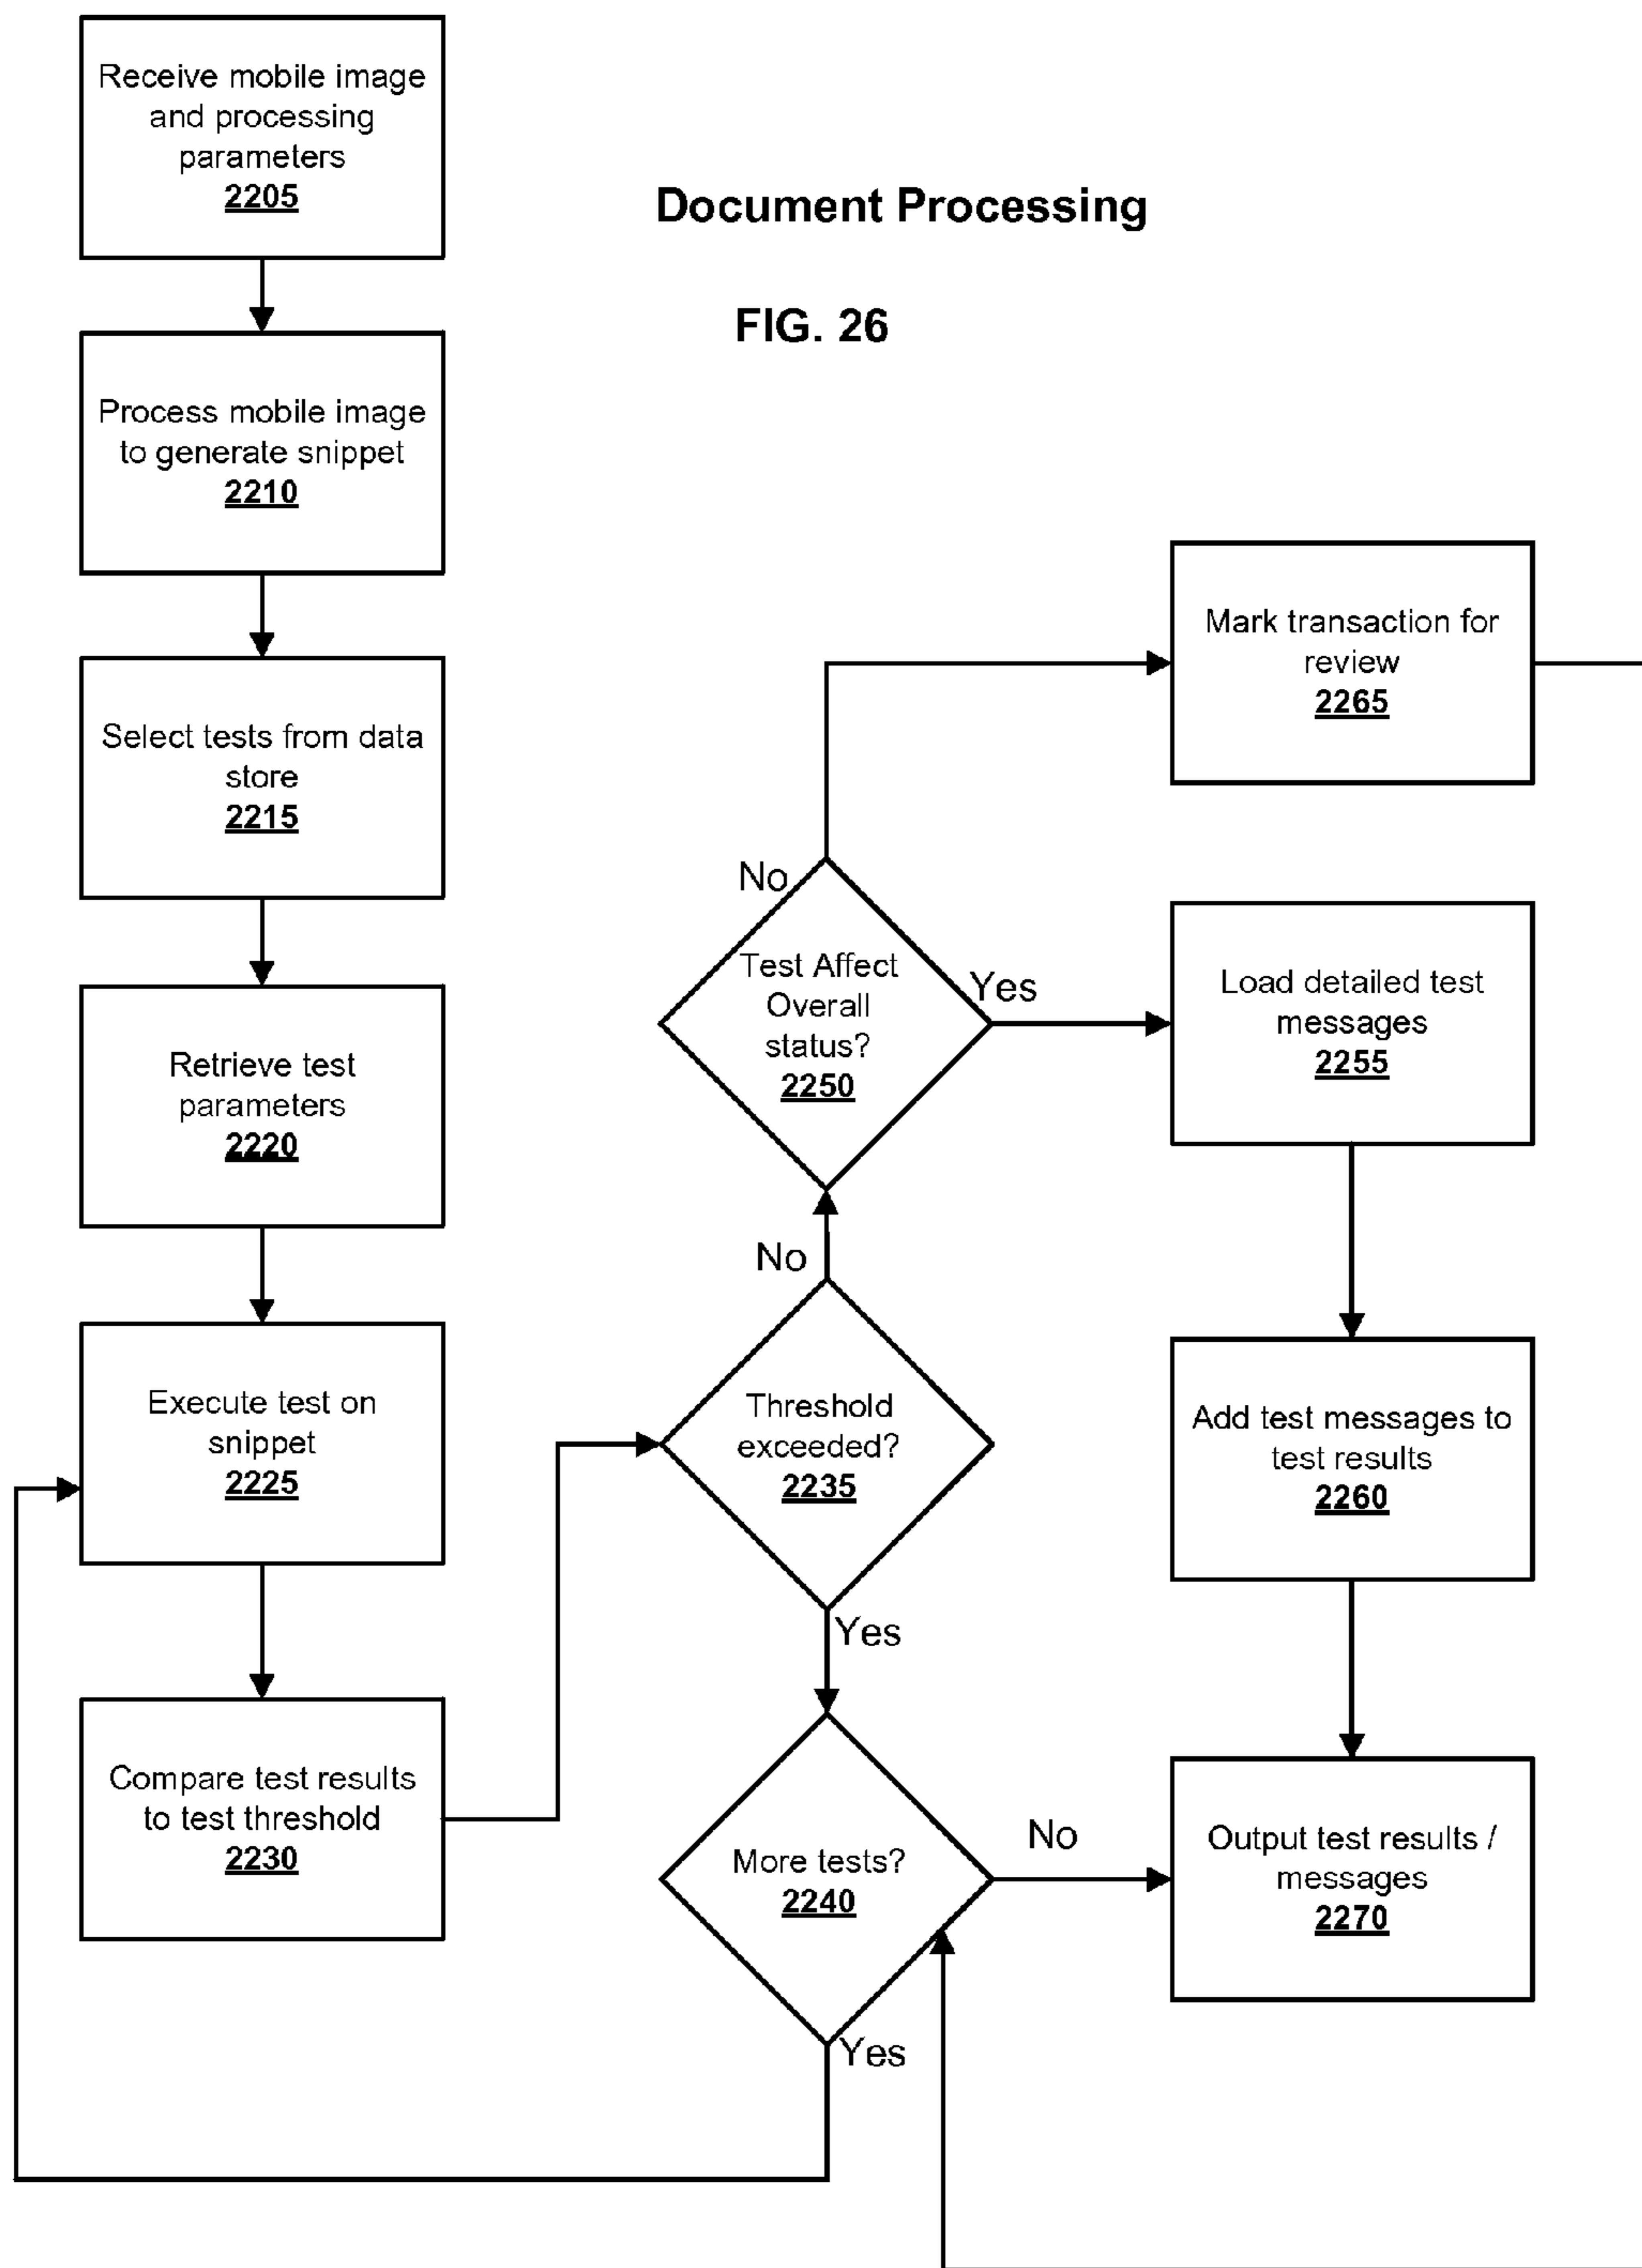 Receive mobile image
and processing
parameters
2205
Document Processing
FIG. 26
Process mobile image
to generate snippet
2210
Select tests from data
store
2215
Retrieve test
parameters
2220
Execute test on
snippet
2225
Compare test results
to test threshold
2230
Threshold
exceeded?
2235
No
Yes
Test Affect
Overall
status?
2250
No
Yes
Mark transaction for
review
2265
Load detailed test
messages
2255
Add test messages to
test results
2260
More tests?
2240
No
Yes
Output test results /
messages
2270